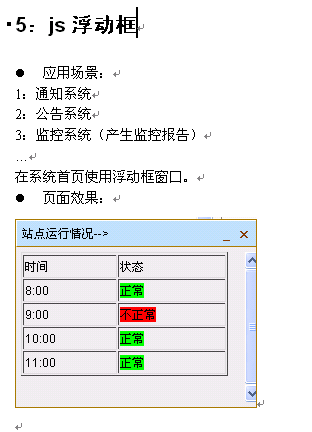 5：js 浮动框
● 应用场景：
1：通知系统
2：公告系统
3：监控系统（产生监控报告）
…
在系统首页使用浮动框窗口。
● 页面效果：
站点运行情况-->
时间 状态
8:00 正常
9:00 不正常
10:00 正常
11:00 正常